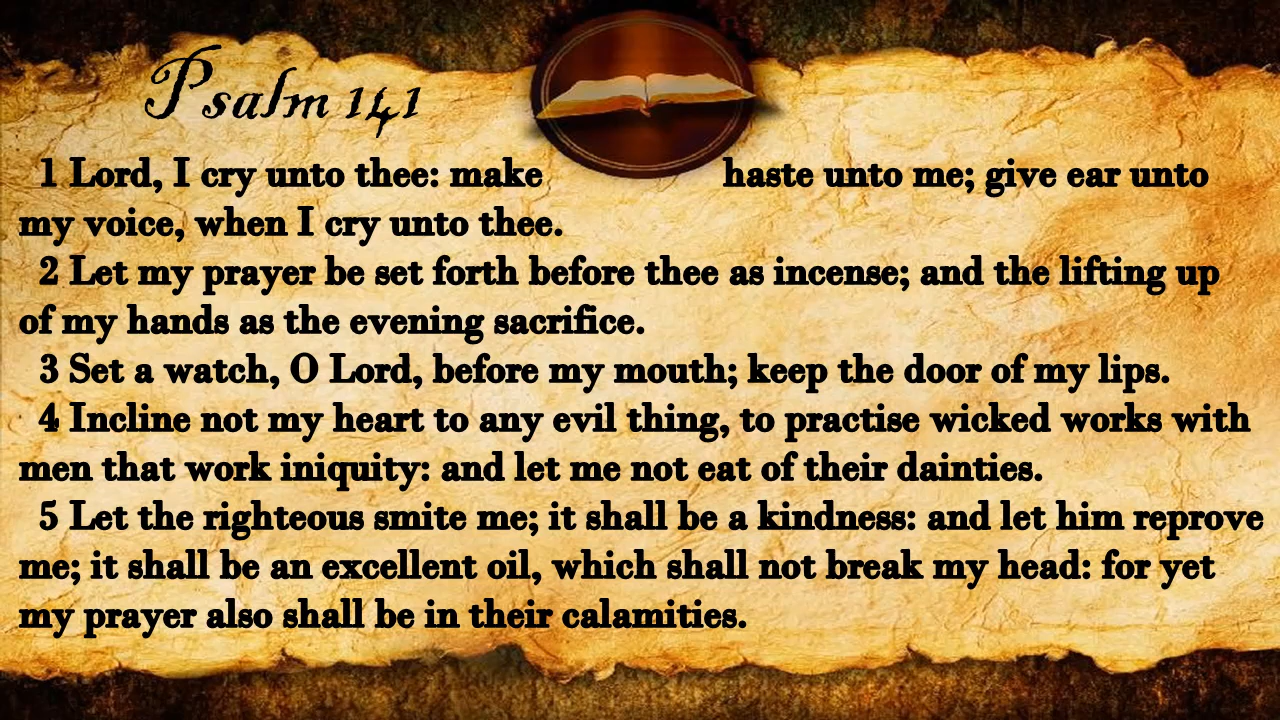 Psalm 141
1 Lord, I cry unto thee: make haste unto me; give ear unto
my voice, when I cry unto thee.
2 Let my prayer be set forth before thee as incense; and the lifting up
of my hands as the evening sacrifice.
3 Set a watch, O Lord, before my mouth; keep the door of my lips.
4 Incline not my heart to any evil thing, to practise wicked works with
men that work iniquity: and let me not eat of their dainties.
5 Let the righteous smite me; it shall be a kindness: and let him reprove
me; it shall be an excellent oil, which shall not break my head: for yet
my prayer also shall be in their calamities.